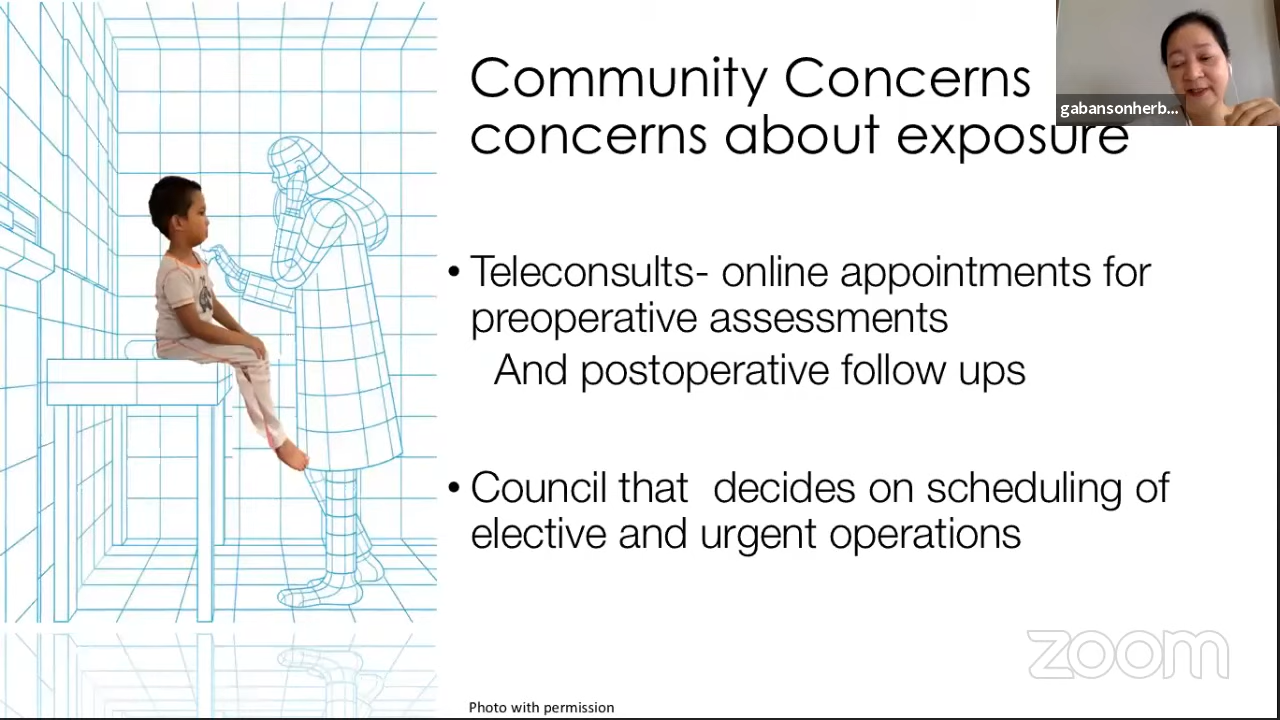 Community Concerns
concerns about exposure
gabansonherb...
• Teleconsults- online appointments for
preoperative assessments
And postoperative follow ups
• Council that decides on scheduling of
elective and urgent operations
zoom
Photo with permission